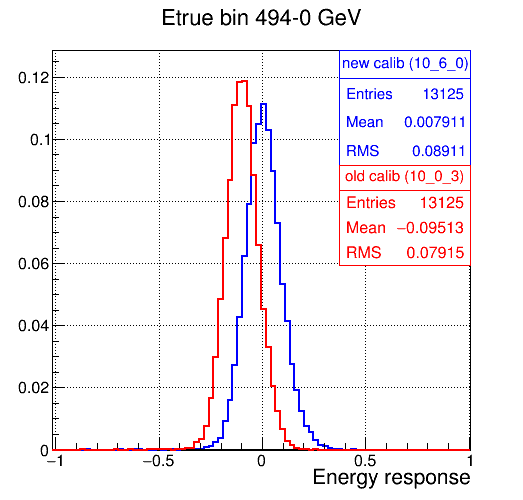 Etrue bin 494-0 GeV
new calib (10_6_0)
Entries 13125
Mean 0.007911
RMS 0.08911
old calib (10_0_3)
Entries 13125
Mean −0.09513
RMS 0.07915
0.12
0.1
0.08
0.06
0.04
0.02
0
−1 −0.5 0 0.5 1
Energy response